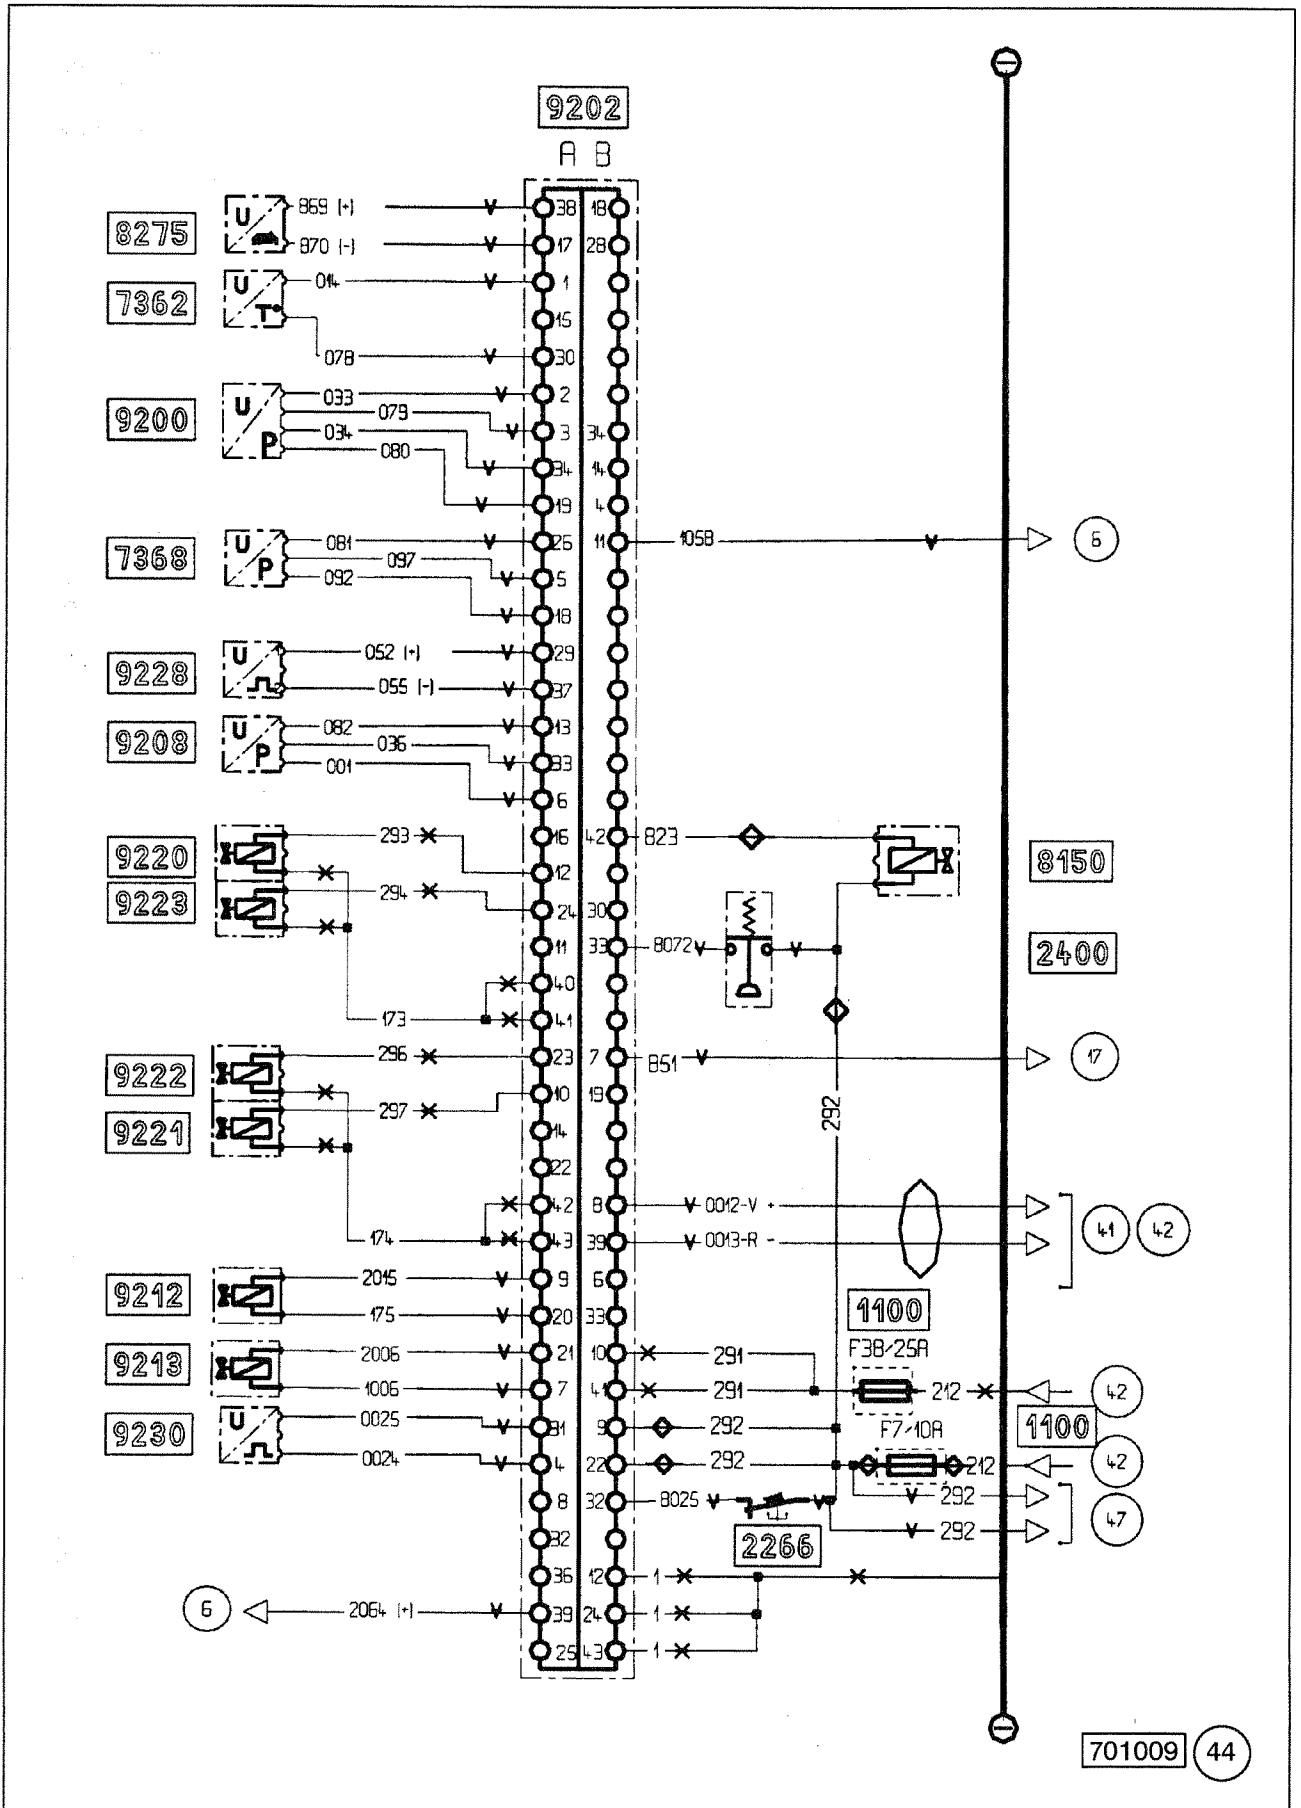 9202
A B
8275 U 869 (+) V 38 18
870 (-) V 17 28
7362 U T° 014 V 1
15
078 V 30
9200 U P 033 V 2
079 V 3 34
034 V 34 14
080 V 19 4
7368 U P 081 V 26 11 1058 V 6
097 V 5
092 V 18
9228 U 052 (+) V 29
055 (-) V 37
9208 U P 082 V 13
036 V 33
001 V 6
9220 293 16 42 823 8150
12
9223 294 24 30
11 33 8072 V V 2400
40
173 41
9222 296 23 7 851 V 17
9221 297 10 19
292
14
22
42 8 V 0012-V + 41 42
174 43 39 V 0013-R -
9212 2015 V 9 6
175 V 20 33
1100
F38/25A
9213 2006 V 21 10 291
1006 V 7 41 291 212 42
1100
F7/10A
9230 U 0025 V 31 9 292
0024 V 4 22 292 212 42
V 292 47
8 32 8025 V V
V 292
2266
32
36 12 1
6 2064 (+) V 39 24 1
25 43 1
701009 44